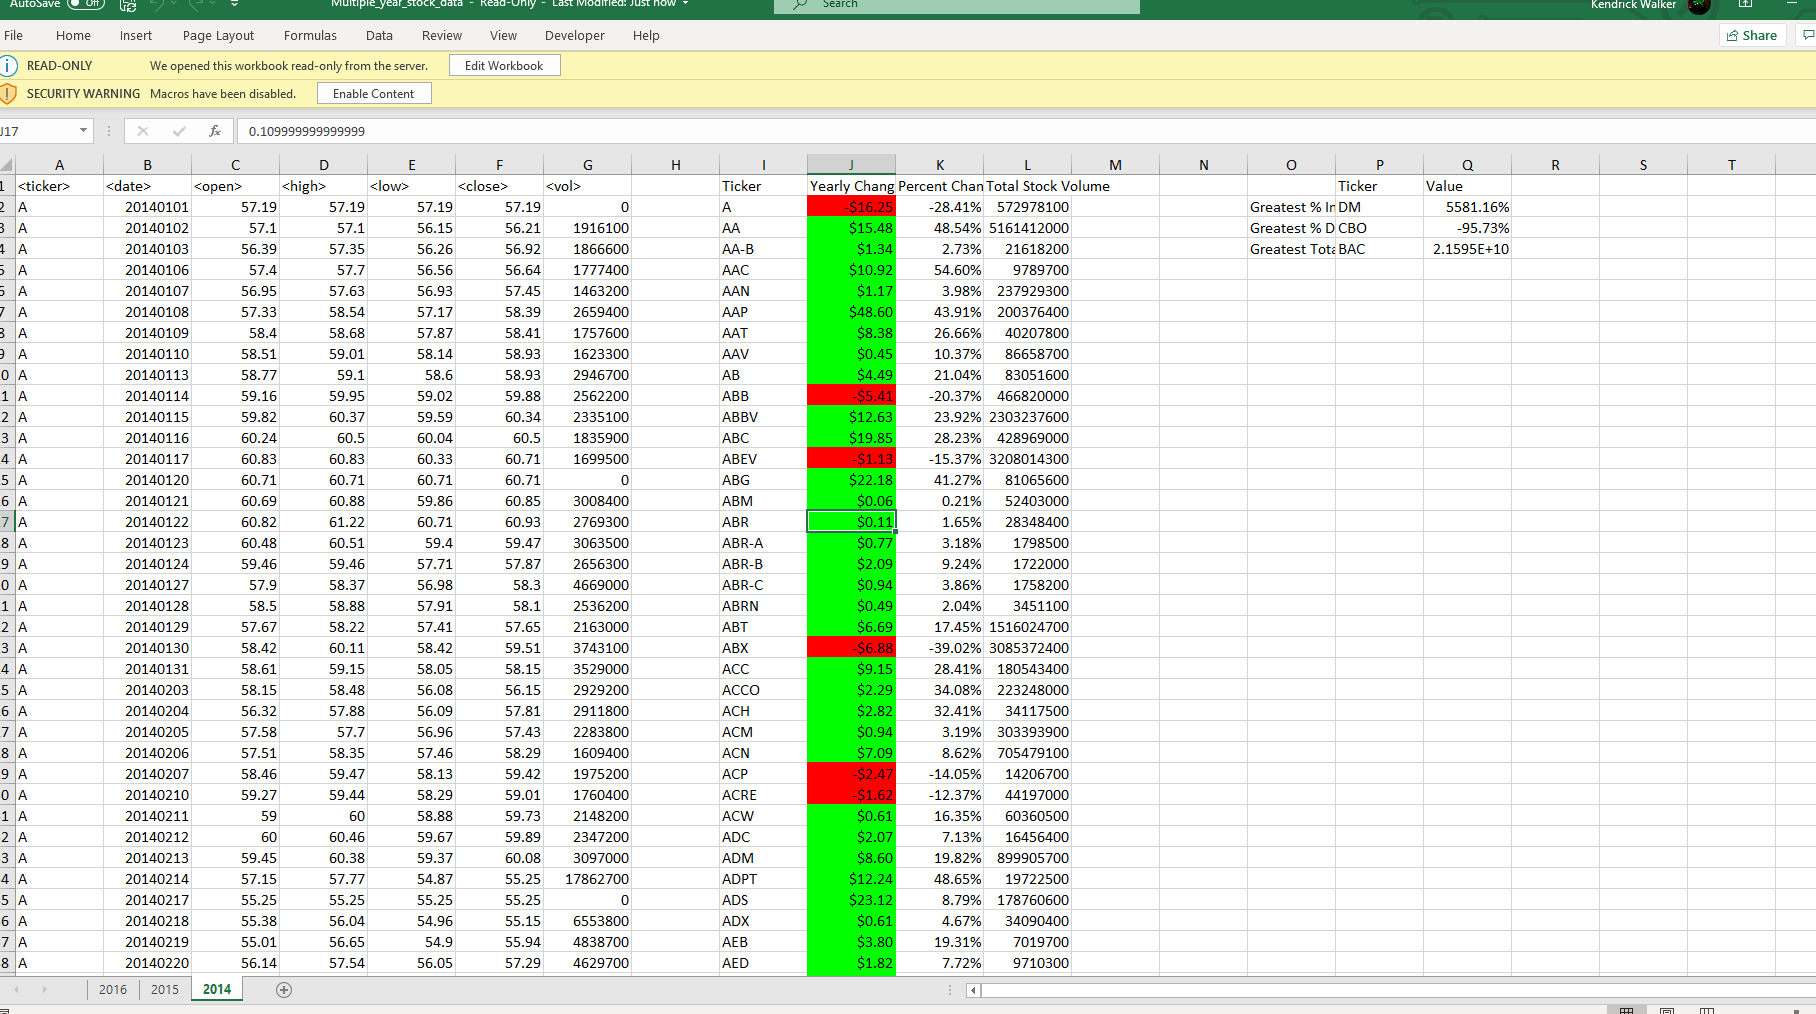 AutoSave Off Multiple_year_stock_data - Read-Only - Last Modified: Just now Search Kendrick Walker
File Home Insert Page Layout Formulas Data Review View Developer Help Share
READ-ONLY We opened this workbook read-only from the server. Edit Workbook
SECURITY WARNING Macros have been disabled. Enable Content
J17 fx 0.109999999999999
A B C D E F G H I J K L M N O P Q R S T
1 <ticker> <date> <open> <high> <low> <close> <vol> Ticker Yearly Chang Percent Chan Total Stock Volume Ticker Value
2 A 20140101 57.19 57.19 57.19 57.19 0 A -$16.25 -28.41% 572978100 Greatest % In DM 5581.16%
3 A 20140102 57.1 57.1 56.15 56.21 1916100 AA $15.48 48.54% 5161412000 Greatest % D CBO -95.73%
4 A 20140103 56.39 57.35 56.26 56.92 1866600 AA-B $1.34 2.73% 21618200 Greatest Tota BAC 2.1595E+10
5 A 20140106 57.4 57.7 56.56 56.64 1777400 AAC $10.92 54.60% 9789700
6 A 20140107 56.95 57.63 56.93 57.45 1463200 AAN $1.17 3.98% 237929300
7 A 20140108 57.33 58.54 57.17 58.39 2659400 AAP $48.60 43.91% 200376400
8 A 20140109 58.4 58.68 57.87 58.41 1757600 AAT $8.38 26.66% 40207800
9 A 20140110 58.51 59.01 58.14 58.93 1623300 AAV $0.45 10.37% 86658700
0 A 20140113 58.77 59.1 58.6 58.93 2946700 AB $4.49 21.04% 83051600
1 A 20140114 59.16 59.95 59.02 59.88 2562200 ABB -$5.41 -20.37% 466820000
2 A 20140115 59.82 60.37 59.59 60.34 2335100 ABBV $12.63 23.92% 2303237600
3 A 20140116 60.24 60.5 60.04 60.5 1835900 ABC $19.85 28.23% 428969000
4 A 20140117 60.83 60.83 60.33 60.71 1699500 ABEV -$1.13 -15.37% 3208014300
5 A 20140120 60.71 60.71 60.71 60.71 0 ABG $22.18 41.27% 81065600
6 A 20140121 60.69 60.88 59.86 60.85 3008400 ABM $0.06 0.21% 52403000
7 A 20140122 60.82 61.22 60.71 60.93 2769300 ABR $0.11 1.65% 28348400
8 A 20140123 60.48 60.51 59.4 59.47 3063500 ABR-A $0.77 3.18% 1798500
9 A 20140124 59.46 59.46 57.71 57.87 2656300 ABR-B $2.09 9.24% 1722000
0 A 20140127 57.9 58.37 56.98 58.3 4669000 ABR-C $0.94 3.86% 1758200
1 A 20140128 58.5 58.88 57.91 58.1 2536200 ABRN $0.49 2.04% 3451100
2 A 20140129 57.67 58.22 57.41 57.65 2163000 ABT $6.69 17.45% 1516024700
3 A 20140130 58.42 60.11 58.42 59.51 3743100 ABX -$6.88 -39.02% 3085372400
4 A 20140131 58.61 59.15 58.05 58.15 3529000 ACC $9.15 28.41% 180543400
5 A 20140203 58.15 58.48 56.08 56.15 2929200 ACCO $2.29 34.08% 223248000
6 A 20140204 56.32 57.88 56.09 57.81 2911800 ACH $2.82 32.41% 34117500
7 A 20140205 57.58 57.7 56.96 57.43 2283800 ACM $0.94 3.19% 303393900
8 A 20140206 57.51 58.35 57.46 58.29 1609400 ACN $7.09 8.62% 705479100
9 A 20140207 58.46 59.47 58.13 59.42 1975200 ACP -$2.47 -14.05% 14206700
0 A 20140210 59.27 59.44 58.29 59.01 1760400 ACRE -$1.62 -12.37% 44197000
1 A 20140211 59 60 58.88 59.73 2148200 ACW $0.61 16.35% 60360500
2 A 20140212 60 60.46 59.67 59.89 2347200 ADC $2.07 7.13% 16456400
3 A 20140213 59.45 60.38 59.37 60.08 3097000 ADM $8.60 19.82% 899905700
4 A 20140214 57.15 57.77 54.87 55.25 17862700 ADPT $12.24 48.65% 19722500
5 A 20140217 55.25 55.25 55.25 55.25 0 ADS $23.12 8.79% 178760600
6 A 20140218 55.38 56.04 54.96 55.15 6553800 ADX $0.61 4.67% 34090400
7 A 20140219 55.01 56.65 54.9 55.94 4838700 AEB $3.80 19.31% 7019700
8 A 20140220 56.14 57.54 56.05 57.29 4629700 AED $1.82 7.72% 9710300
2016 2015 2014